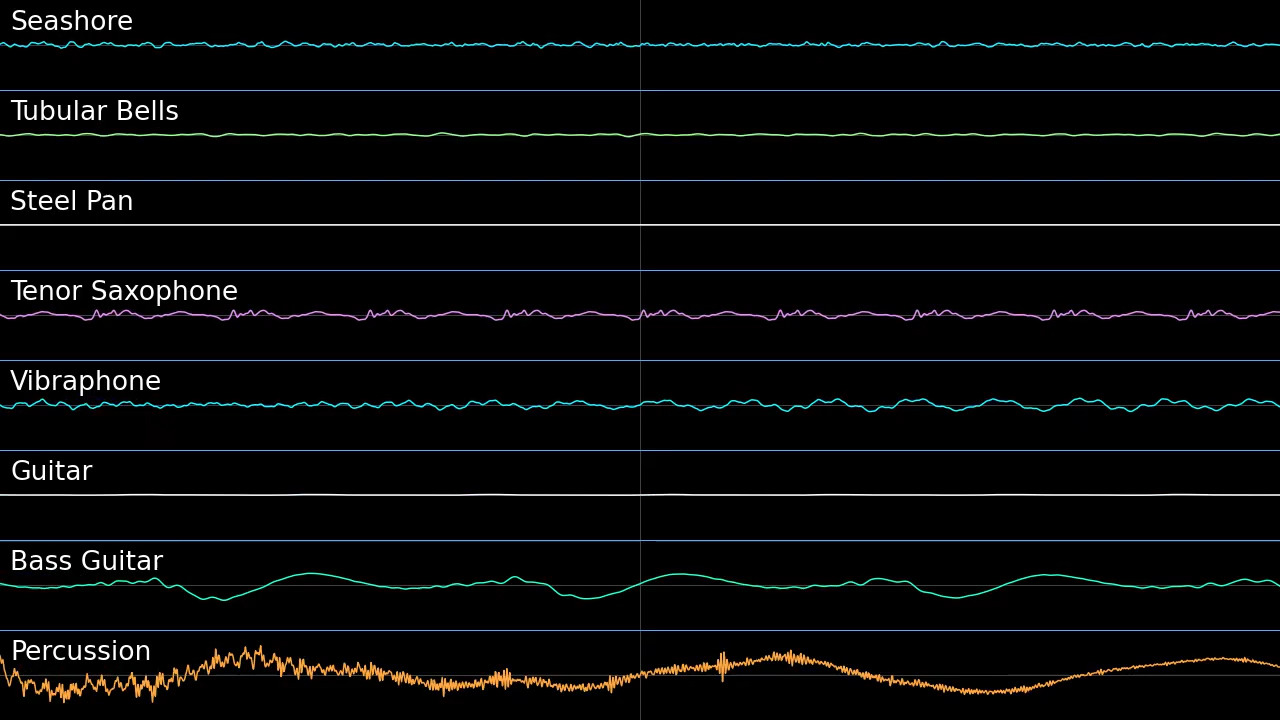 Seashore
Tubular Bells
Steel Pan
Tenor Saxophone
Vibraphone
Guitar
Bass Guitar
Percussion